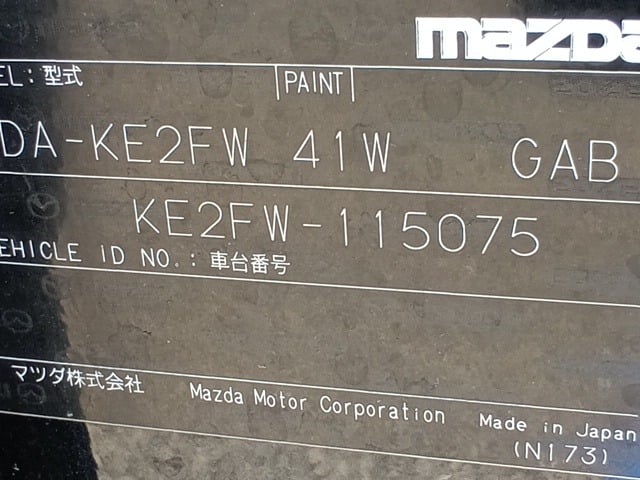 mazda
EL: 型式 PAINT
DA-KE2FW 41W GAB
KE2FW-115075
EHICLE ID NO.: 車台番号
マツダ株式会社 Mazda Motor Corporation Made in Japan
(N173)